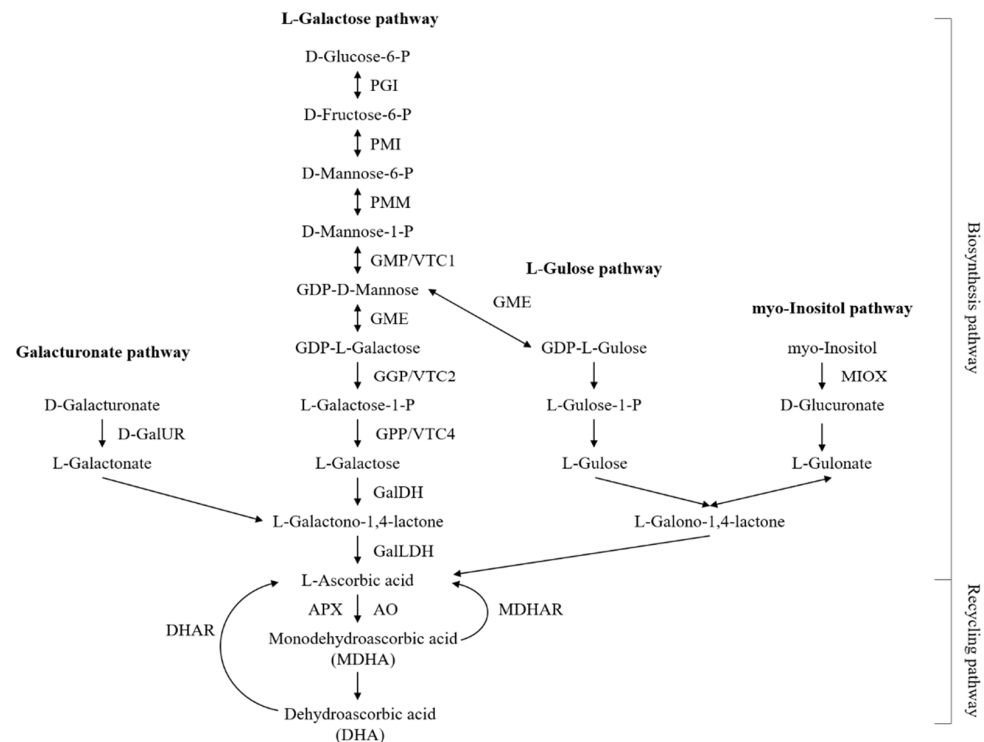 L-Galactose pathway
D-Glucose-6-P
PGI
D-Fructose-6-P
PMI
D-Mannose-6-P
PMM
D-Mannose-1-P
GMP/VTC1
L-Gulose pathway
GDP-D-Mannose
GME
GME
myo-Inositol pathway
Galacturonate pathway
GDP-L-Galactose
GDP-L-Gulose
myo-Inositol
GGP/VTC2
MIOX
D-Galacturonate
L-Galactose-1-P
L-Gulose-1-P
D-Glucuronate
D-GalUR
GPP/VTC4
L-Galactonate
L-Galactose
L-Gulose
L-Gulonate
GalDH
L-Galactono-1,4-lactone
L-Galono-1,4-lactone
GalLDH
L-Ascorbic acid
APX
AO
MDHAR
DHAR
Monodehydroascorbic acid
(MDHA)
Dehydroascorbic acid
(DHA)
Biosynthesis pathway
Recycling pathway